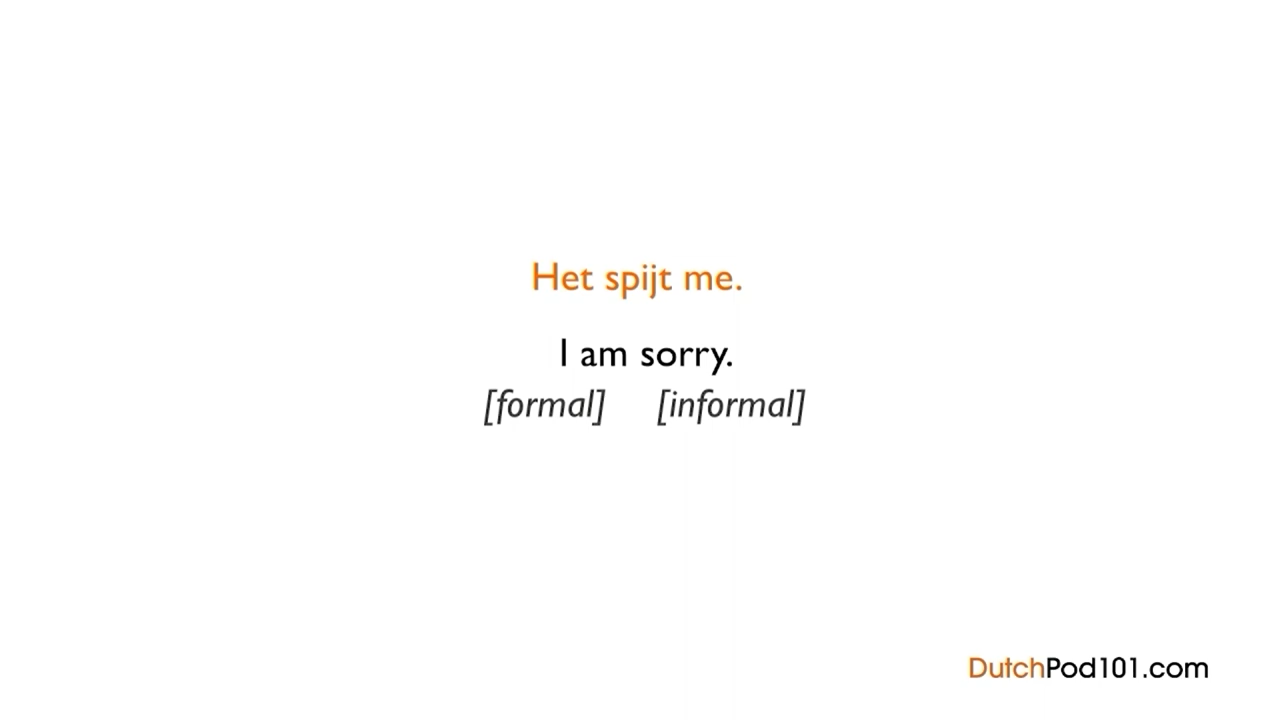 Het spijt me.
I am sorry.
[formal] [informal]
DutchPod101.com